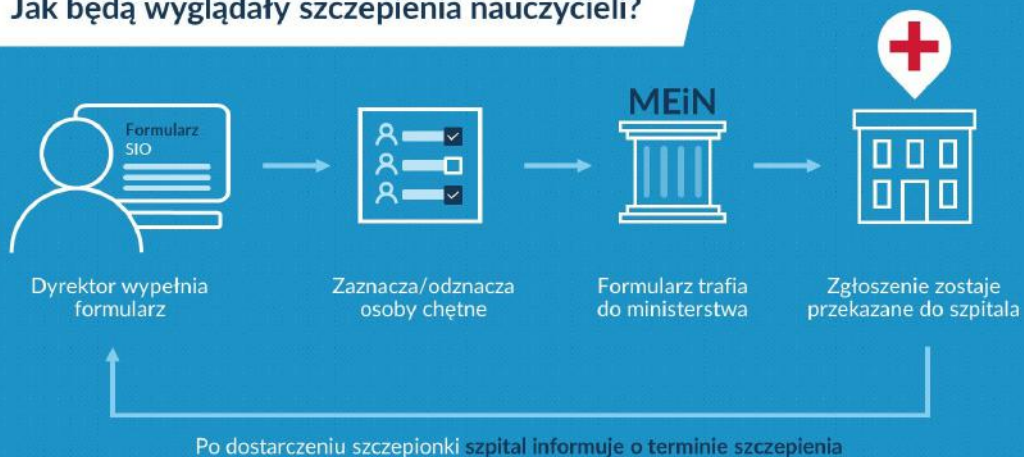 Jak będą wyglądały szczepienia nauczycieli?
Formularz
SIO
MEiN
Dyrektor wypełnia
formularz
Zaznacza/odznacza
osoby chętne
Formularz trafia
do ministerstwa
Zgłoszenie zostaje
przekazane do szpitala
Po dostarczeniu szczepionki szpital informuje o terminie szczepienia